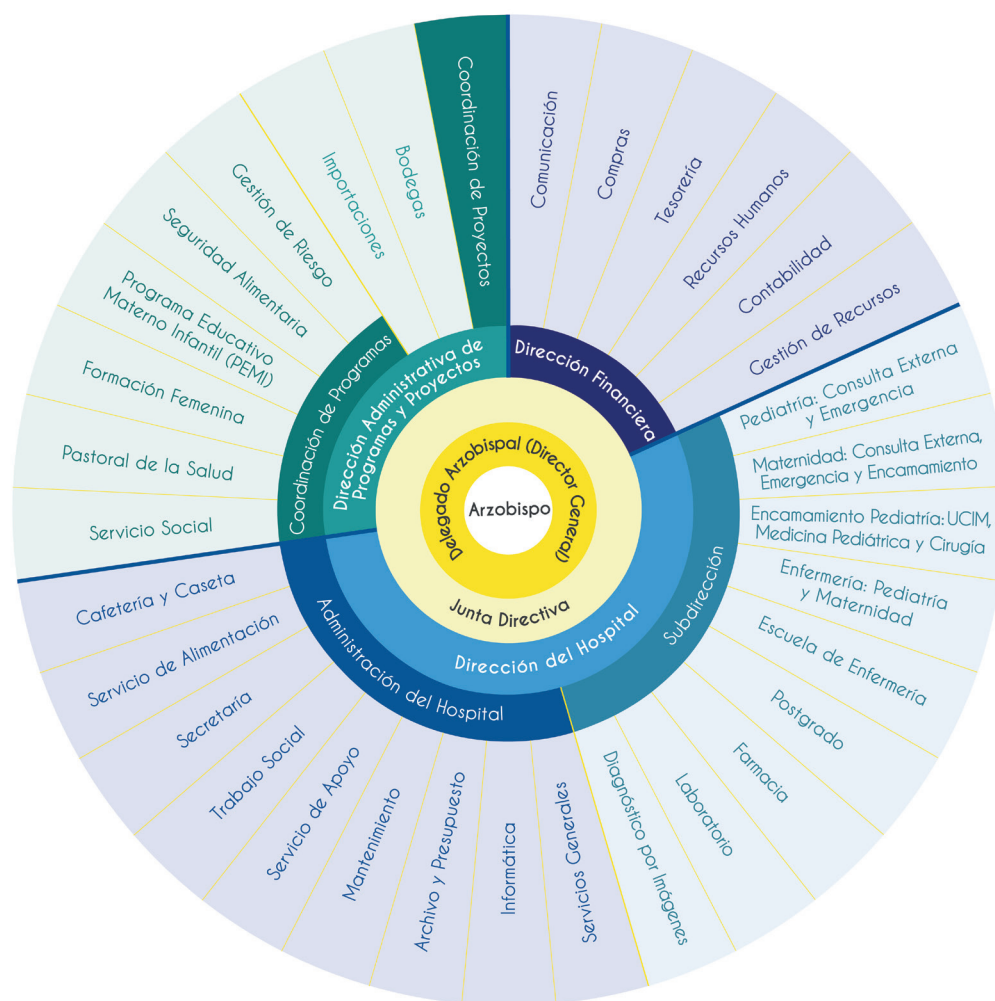 Arzobispo
Delegado Arzobispal (Director General)
Junta Directiva
Dirección Financiera
Comunicación
Compras
Tesorería
Recursos Humanos
Contabilidad
Gestión de Recursos
Dirección del Hospital
Subdirección
Pediatría: Consulta Externa
y Emergencia
Maternidad: Consulta Externa,
Emergencia y Encamamiento
Encamamiento Pediatría: UCIM,
Medicina Pediátrica y Cirugía
Enfermería: Pediatría
y Maternidad
Escuela de Enfermería
Postgrado
Farmacia
Laboratorio
Diagnóstico por Imágenes
Administración del Hospital
Servicios Generales
Informática
Archivo y Presupuesto
Mantenimiento
Servicio de Apoyo
Trabajo Social
Secretaría
Servicio de Alimentación
Cafetería y Caseta
Dirección Administrativa de
Programas y Proyectos
Coordinación de Programas
Servicio Social
Pastoral de la Salud
Formación Femenina
Programa Educativo
Materno Infantil (PEMI)
Seguridad Alimentaria
Gestión de Riesgo
Importaciones
Bodegas
Coordinación de Proyectos